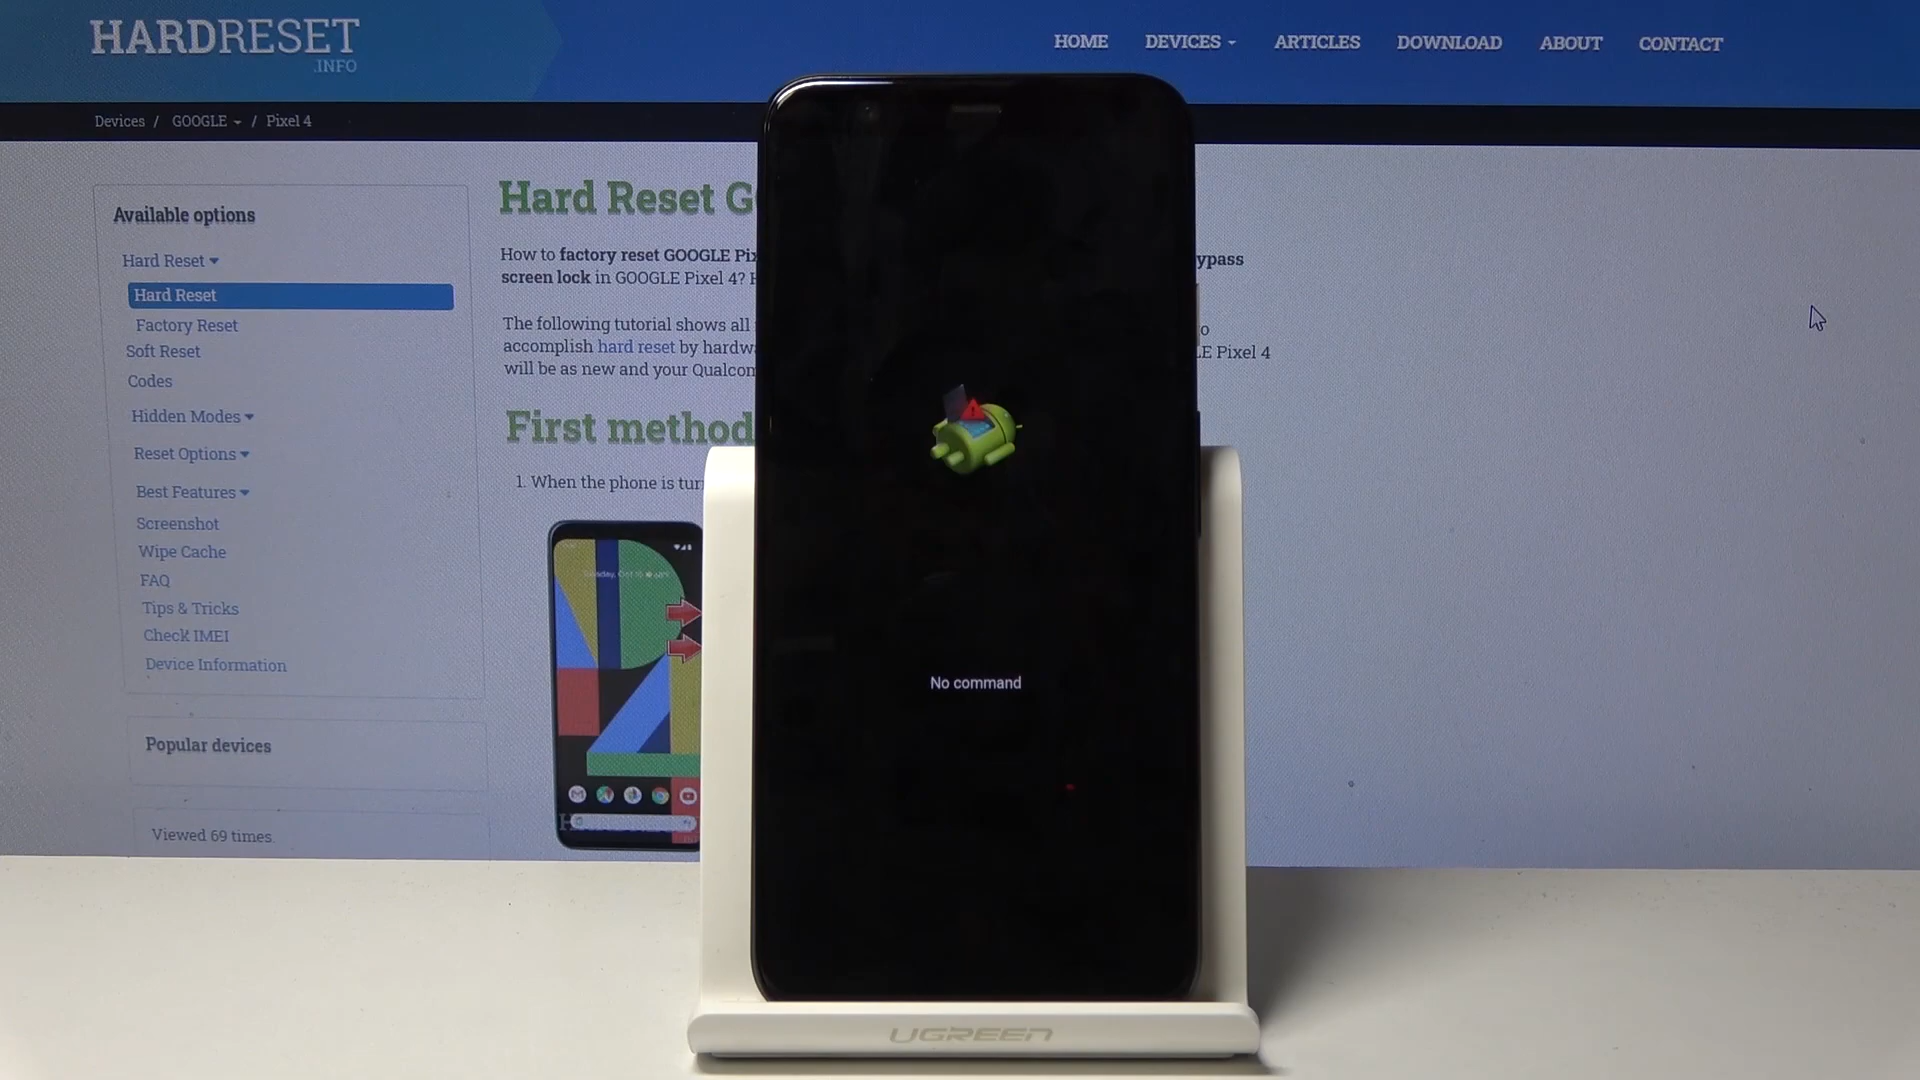 HARDRESET
.INFO
HOME DEVICES ARTICLES DOWNLOAD ABOUT CONTACT
Devices / GOOGLE / Pixel 4
Available options
Hard Reset
Hard Reset
Factory Reset
Soft Reset
Codes
Hidden Modes
Reset Options
Best Features
Screenshot
Wipe Cache
FAQ
Tips & Tricks
Check IMEI
Device Information
Popular devices
Viewed 69 times.
Hard Reset G
How to factory reset GOOGLE Pix ypass
screen lock in GOOGLE Pixel 4? H
The following tutorial shows all o
accomplish hard reset by hardwa LE Pixel 4
will be as new and your Qualcon
First method
1. When the phone is tur
No command
UGREEN